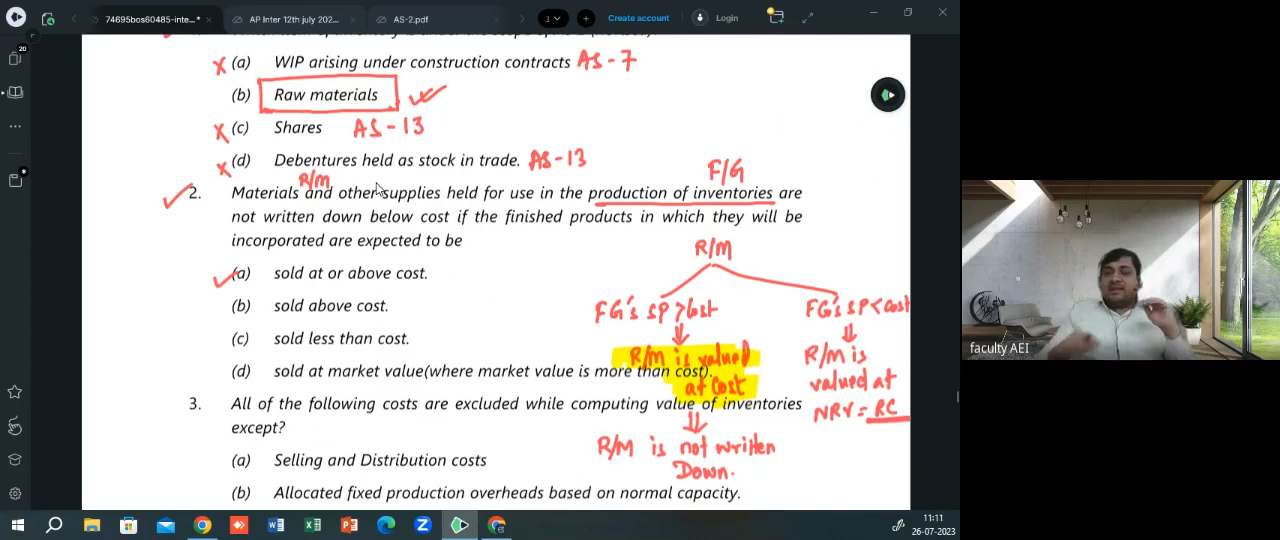 74695bos60485-inte...*
AP Inter 12th july 202...
AS-2.pdf
3
Create account
Login
20
X (a) WIP arising under construction contracts AS-7
(b) Raw materials
X (c) Shares AS-13
X (d) Debentures held as stock in trade. AS-13
R/M
F/G
2. Materials and other supplies held for use in the production of inventories are
not written down below cost if the finished products in which they will be
incorporated are expected to be
R/M
(a) sold at or above cost.
(b) sold above cost.
FG's SP > Cost
FG's SP < Cost
(c) sold less than cost.
R/M is valued
at Cost
R/M is
valued at
NRV = RC
(d) sold at market value(where market value is more than cost).
3. All of the following costs are excluded while computing value of inventories
except?
R/M is not written
Down.
(a) Selling and Distribution costs
(b) Allocated fixed production overheads based on normal capacity.
faculty AEI
11:11
26-07-2023